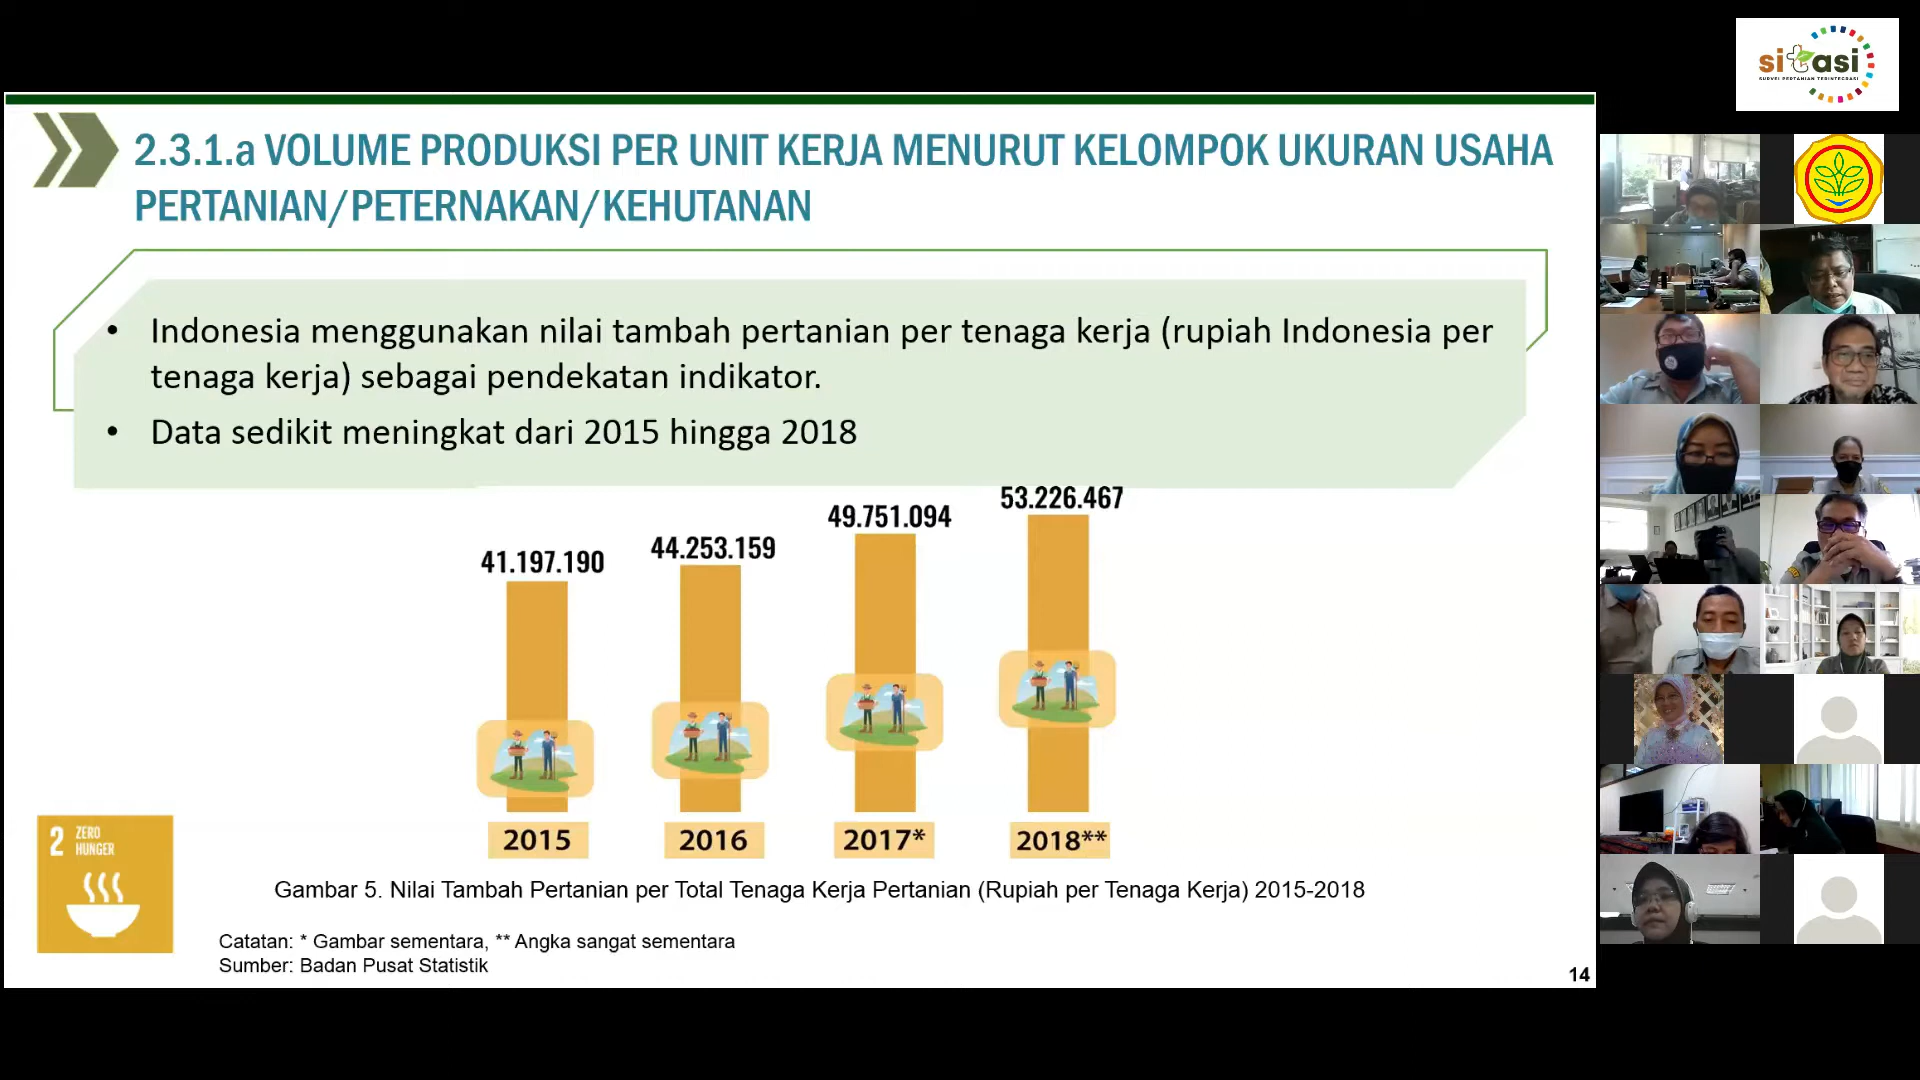 sitasi
SURVEI PERTANIAN TERINTEGRASI
2.3.1.a VOLUME PRODUKSI PER UNIT KERJA MENURUT KELOMPOK UKURAN USAHA
PERTANIAN/PETERNAKAN/KEHUTANAN
• Indonesia menggunakan nilai tambah pertanian per tenaga kerja (rupiah Indonesia per
tenaga kerja) sebagai pendekatan indikator.
• Data sedikit meningkat dari 2015 hingga 2018
41.197.190
44.253.159
49.751.094
53.226.467
2015
2016
2017*
2018**
2 ZERO
HUNGER
Gambar 5. Nilai Tambah Pertanian per Total Tenaga Kerja Pertanian (Rupiah per Tenaga Kerja) 2015-2018
Catatan: * Gambar sementara, ** Angka sangat sementara
Sumber: Badan Pusat Statistik
14